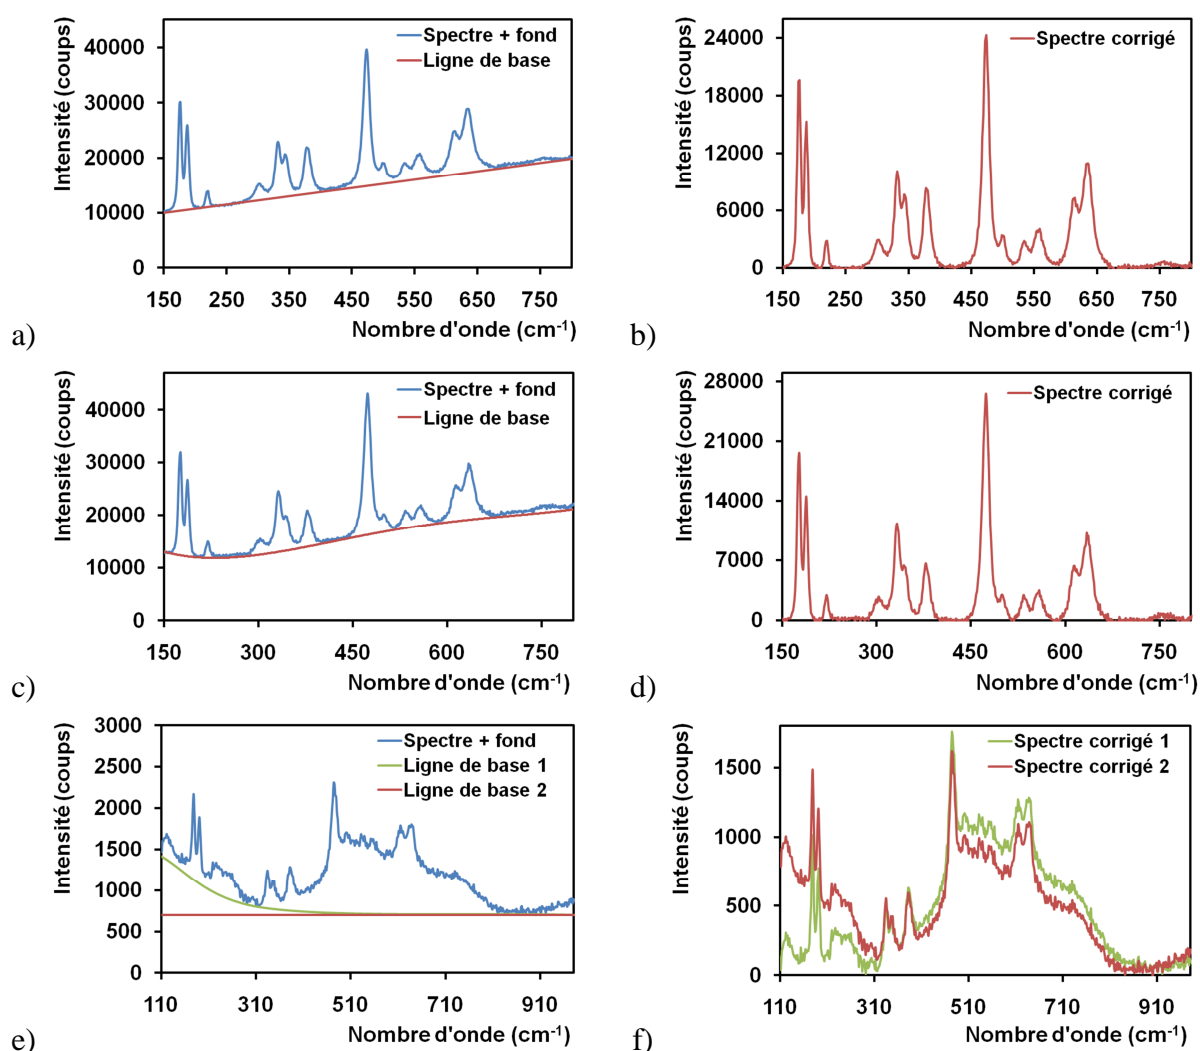 Intensité (coups)
40000
30000
20000
10000
0
150 250 350 450 550 650 750
Nombre d'onde (cm-1)
Spectre + fond
Ligne de base
a)
Intensité (coups)
24000
18000
12000
6000
0
150 250 350 450 550 650 750
Nombre d'onde (cm-1)
Spectre corrigé
b)
Intensité (coups)
40000
30000
20000
10000
0
150 300 450 600 750
Nombre d'onde (cm-1)
Spectre + fond
Ligne de base
c)
Intensité (coups)
28000
21000
14000
7000
0
150 300 450 600 750
Nombre d'onde (cm-1)
Spectre corrigé
d)
Intensité (coups)
3000
2500
2000
1500
1000
500
0
110 310 510 710 910
Nombre d'onde (cm-1)
Spectre + fond
Ligne de base 1
Ligne de base 2
e)
Intensité (coups)
1500
1000
500
0
110 310 510 710 910
Nombre d'onde (cm-1)
Spectre corrigé 1
Spectre corrigé 2
f)